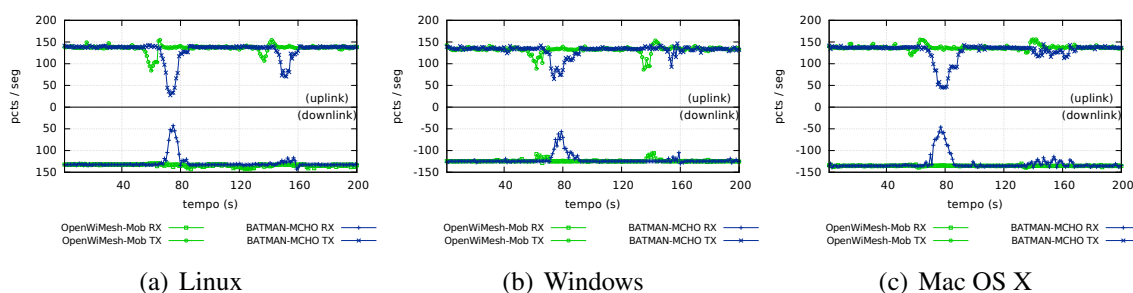 200
150
100
50
0
-50
100
150
pcts / seg
(uplink)
(downlink)
40 80 120 160 200
tempo (s)
OpenWiMesh-Mob RX BATMAN-MCHO RX
OpenWiMesh-Mob TX BATMAN-MCHO TX
(a) Linux
200
150
100
50
0
-50
-100
-150
pcts / seg
(uplink)
(downlink)
40 80 120 160 200
tempo (s)
OpenWiMesh-Mob RX BATMAN-MCHO RX
OpenWiMesh-Mob TX BATMAN-MCHO TX
(b) Windows
200
150
100
50
0
-50
-100
-150
pcts / seg
(uplink)
(downlink)
40 80 120 160 200
tempo (s)
OpenWiMesh-Mob RX BATMAN-MCHO RX
OpenWiMesh-Mob TX BATMAN-MCHO TX
(c) Mac OS X